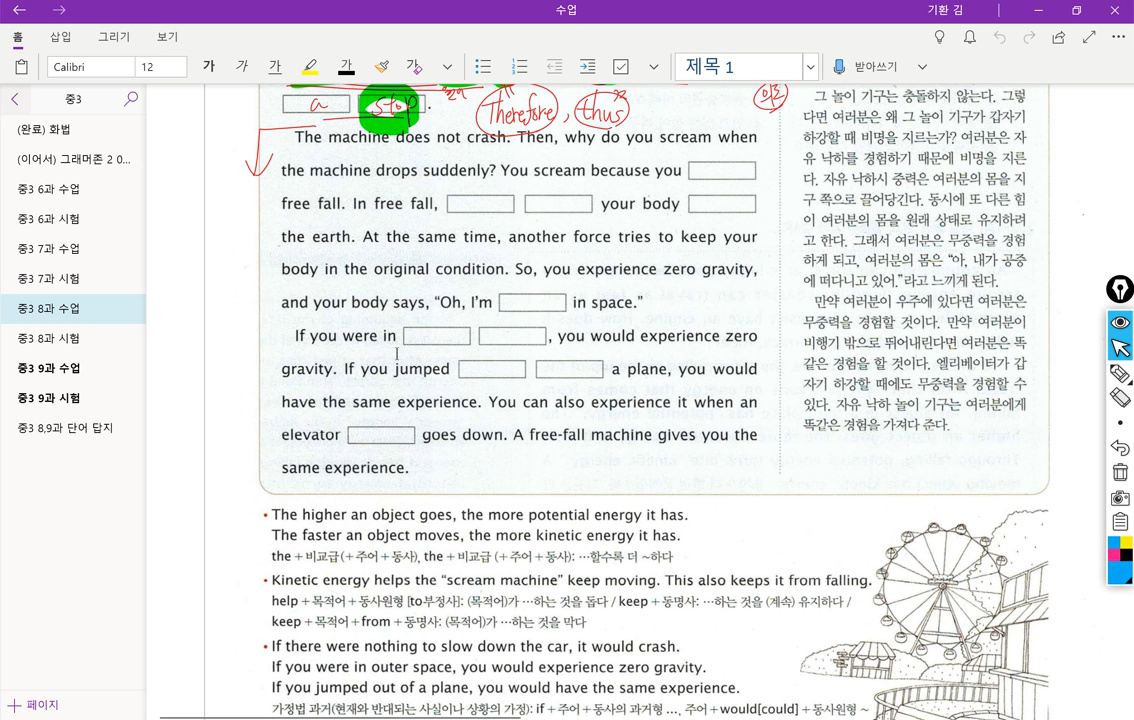 수업
기환 김
홈
삽입
그리기
보기
Calibri
12
가
가
가
가
제목 1
받아쓰기
중3
(완료) 화법
(이어서) 그래머존 2 0...
중3 6과 수업
중3 6과 시험
중3 7과 수업
중3 7과 시험
중3 8과 수업
중3 8과 시험
중3 9과 수업
중3 9과 시험
중3 8,9과 단어 답지
페이지
a stop.
Therefore, thus
The machine does not crash. Then, why do you scream when
the machine drops suddenly? You scream because you
free fall. In free fall, your body
the earth. At the same time, another force tries to keep your
body in the original condition. So, you experience zero gravity,
and your body says, “Oh, I’m in space.”
If you were in , you would experience zero
gravity. If you jumped a plane, you would
have the same experience. You can also experience it when an
elevator goes down. A free-fall machine gives you the
same experience.
그 놀이 기구는 충돌하지 않는다. 그렇
다면 여러분은 왜 그 놀이 기구가 갑자기
하강할 때 비명을 지르는가? 여러분은 자
유 낙하를 경험하기 때문에 비명을 지른
다. 자유 낙하시 중력은 여러분의 몸을 지
구 쪽으로 끌어당긴다. 동시에 또 다른 힘
이 여러분의 몸을 원래 상태로 유지하려
고 한다. 그래서 여러분은 무중력을 경험
하게 되고, 여러분의 몸은 “아, 내가 공중
에 떠다니고 있어.”라고 느끼게 된다.
만약 여러분이 우주에 있다면 여러분은
무중력을 경험할 것이다. 만약 여러분이
비행기 밖으로 뛰어내린다면 여러분은 똑
같은 경험을 할 것이다. 엘리베이터가 갑
자기 하강할 때에도 무중력을 경험할 수
있다. 자유 낙하 놀이 기구는 여러분에게
똑같은 경험을 가져다 준다.
• The higher an object goes, the more potential energy it has.
The faster an object moves, the more kinetic energy it has.
the + 비교급(+ 주어 + 동사), the + 비교급 (+ 주어 + 동사): …할수록 더 ~하다
• Kinetic energy helps the “scream machine” keep moving. This also keeps it from falling.
help + 목적어 + 동사원형 [to부정사]: (목적어)가 …하는 것을 돕다 / keep + 동명사: …하는 것을 (계속) 유지하다 /
keep + 목적어 + from + 동명사: (목적어)가 …하는 것을 막다
• If there were nothing to slow down the car, it would crash.
If you were in outer space, you would experience zero gravity.
If you jumped out of a plane, you would have the same experience.
가정법 과거(현재와 반대되는 사실이나 상황의 가정): if + 주어 + 동사의 과거형 …, 주어 + would[could] + 동사원형 ~